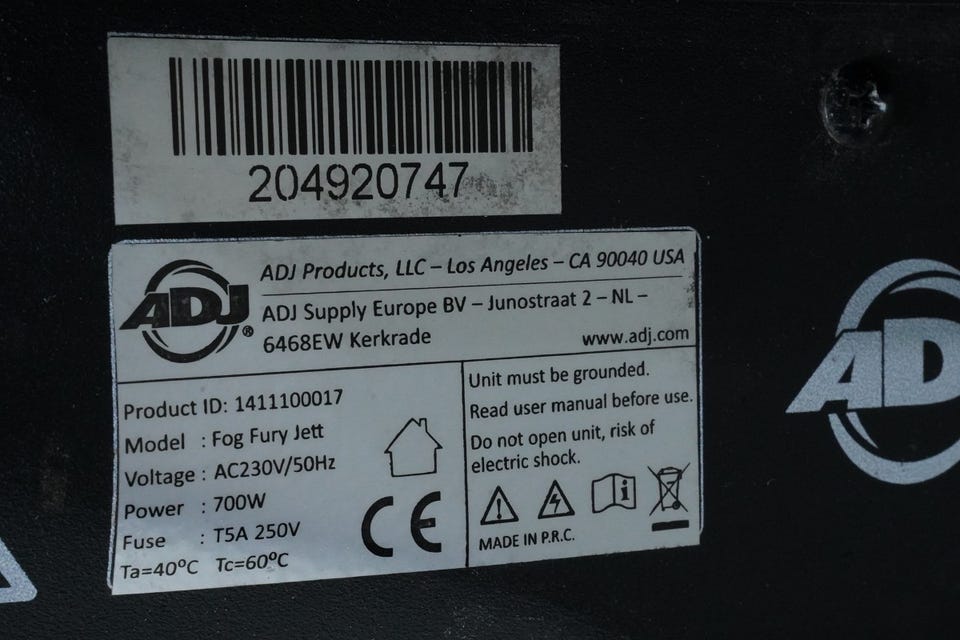 204920747
ADJ®
ADJ Products, LLC – Los Angeles – CA 90040 USA
ADJ Supply Europe BV – Junostraat 2 – NL –
6468EW Kerkrade
www.adj.com
Product ID: 1411100017
Model : Fog Fury Jett
Voltage : AC230V/50Hz
Power : 700W
Fuse : T5A 250V
Ta=40°C Tc=60°C
CE
Unit must be grounded.
Read user manual before use.
Do not open unit, risk of
electric shock.
MADE IN P.R.C.
AD